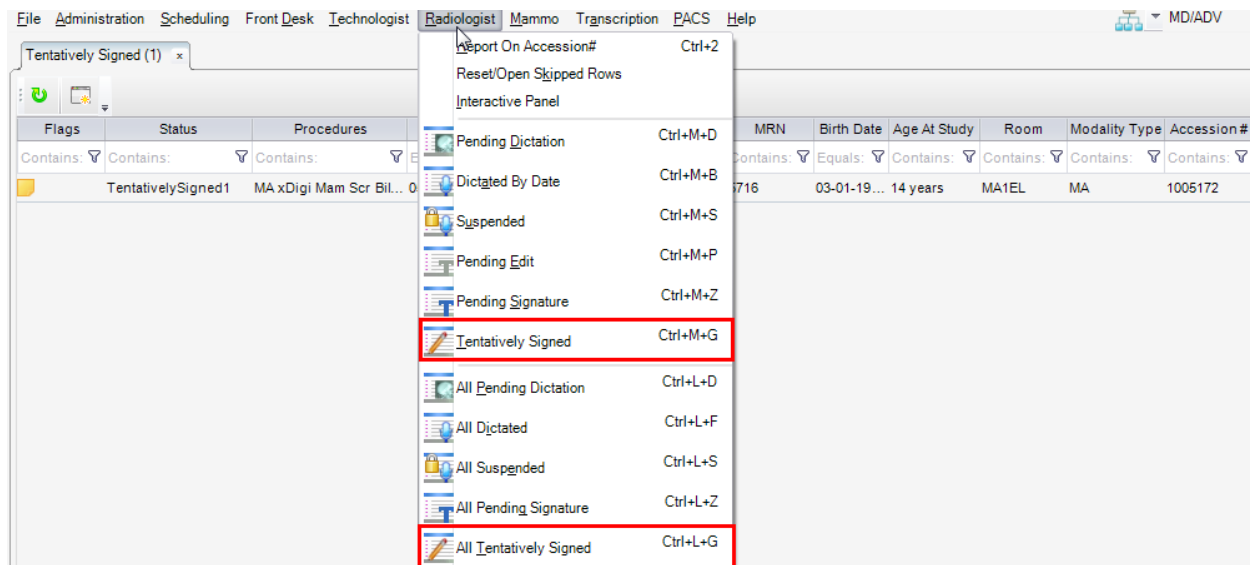 File Administration Scheduling Front Desk Technologist Radiologist Mammo Transcription PACS Help MD/ADV
Tentatively Signed (1) x
Report On Accession# Ctrl+2
Reset/Open Skipped Rows
Interactive Panel
Flags Status Procedures MRN Birth Date Age At Study Room Modality Type Accession#
Contains: Contains: Contains: Contains: Equals: Contains: Contains: Contains: Contains:
TentativelySigned1 MA xDigi Mam Scr Bil... 5716 03-01-19... 14 years MA1EL MA 1005172
Pending Dictation Ctrl+M+D
Dictated By Date Ctrl+M+B
Suspended Ctrl+M+S
Pending Edit Ctrl+M+P
Pending Signature Ctrl+M+Z
Tentatively Signed Ctrl+M+G
All Pending Dictation Ctrl+L+D
All Dictated Ctrl+L+F
All Suspended Ctrl+L+S
All Pending Signature Ctrl+L+Z
All Tentatively Signed Ctrl+L+G